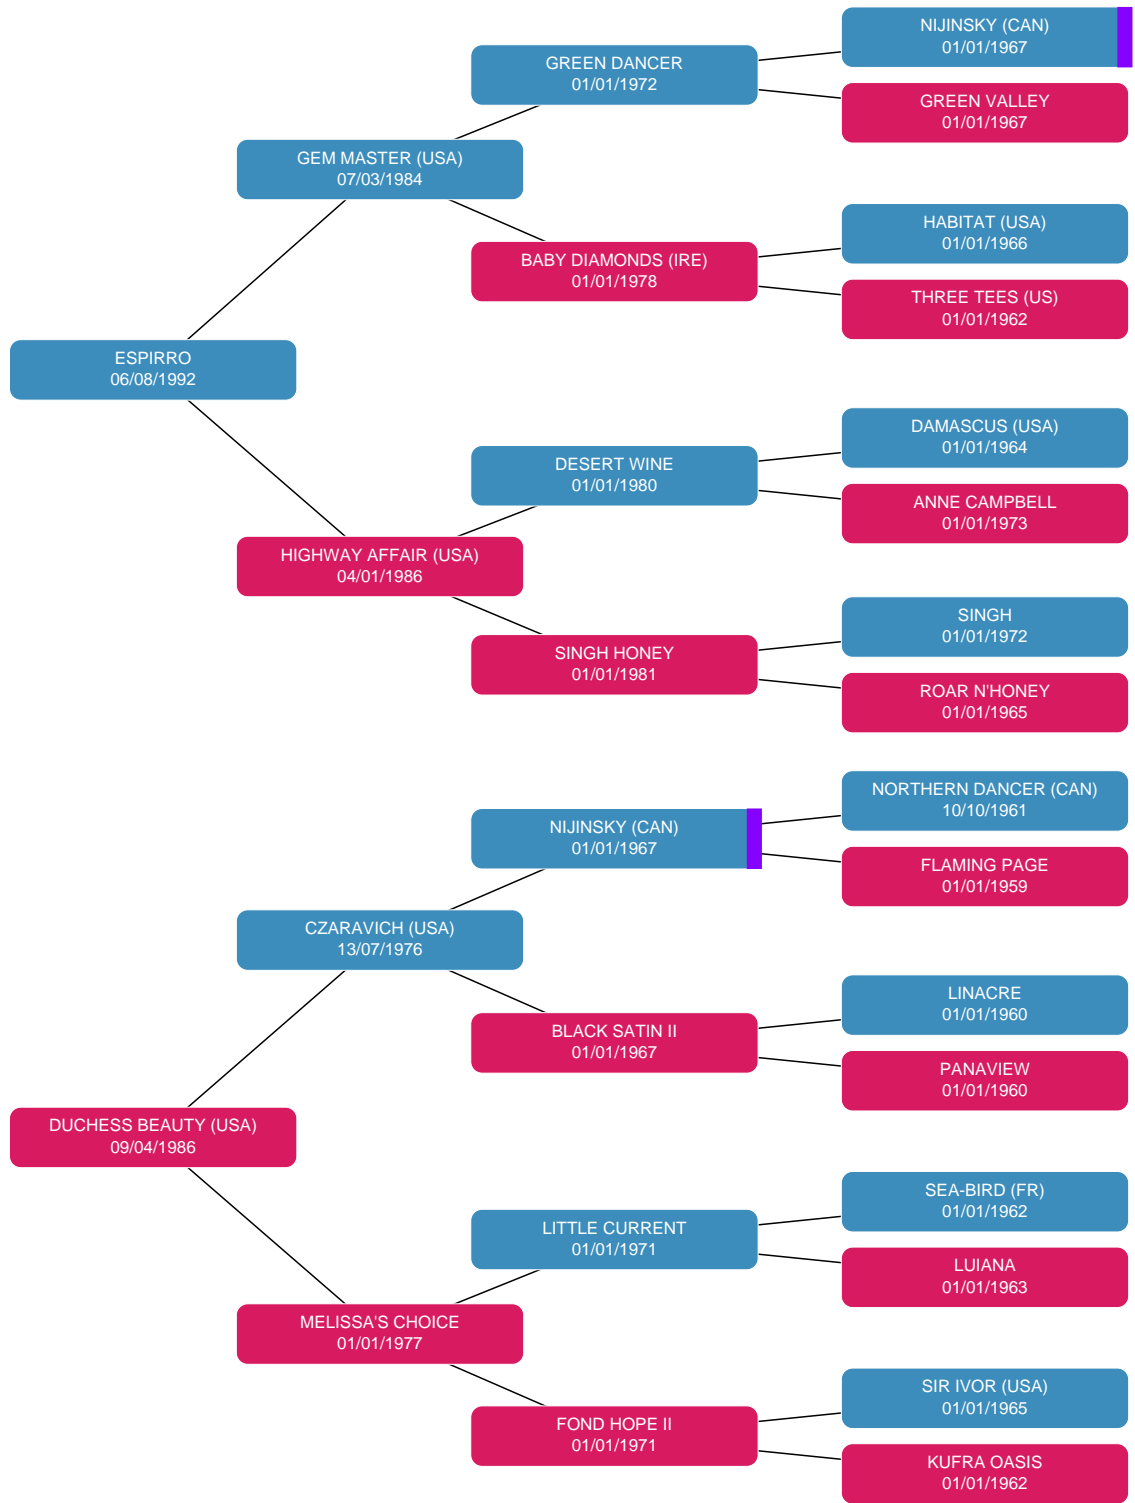 NIJINSKY (CAN)
01/01/1967
GREEN DANCER
01/01/1972
GREEN VALLEY
01/01/1967
GEM MASTER (USA)
07/03/1984
HABITAT (USA)
01/01/1966
BABY DIAMONDS (IRE)
01/01/1978
THREE TEES (US)
01/01/1962
ESPIRRO
06/08/1992
DAMASCUS (USA)
01/01/1964
DESERT WINE
01/01/1980
ANNE CAMPBELL
01/01/1973
HIGHWAY AFFAIR (USA)
04/01/1986
SINGH
01/01/1972
SINGH HONEY
01/01/1981
ROAR N'HONEY
01/01/1965
NORTHERN DANCER (CAN)
10/10/1961
NIJINSKY (CAN)
01/01/1967
FLAMING PAGE
01/01/1959
CZARAVICH (USA)
13/07/1976
LINACRE
01/01/1960
BLACK SATIN II
01/01/1967
PANAVIEW
01/01/1960
DUCHESS BEAUTY (USA)
09/04/1986
SEA-BIRD (FR)
01/01/1962
LITTLE CURRENT
01/01/1971
LUIANA
01/01/1963
MELISSA'S CHOICE
01/01/1977
SIR IVOR (USA)
01/01/1965
FOND HOPE II
01/01/1971
KUFRA OASIS
01/01/1962